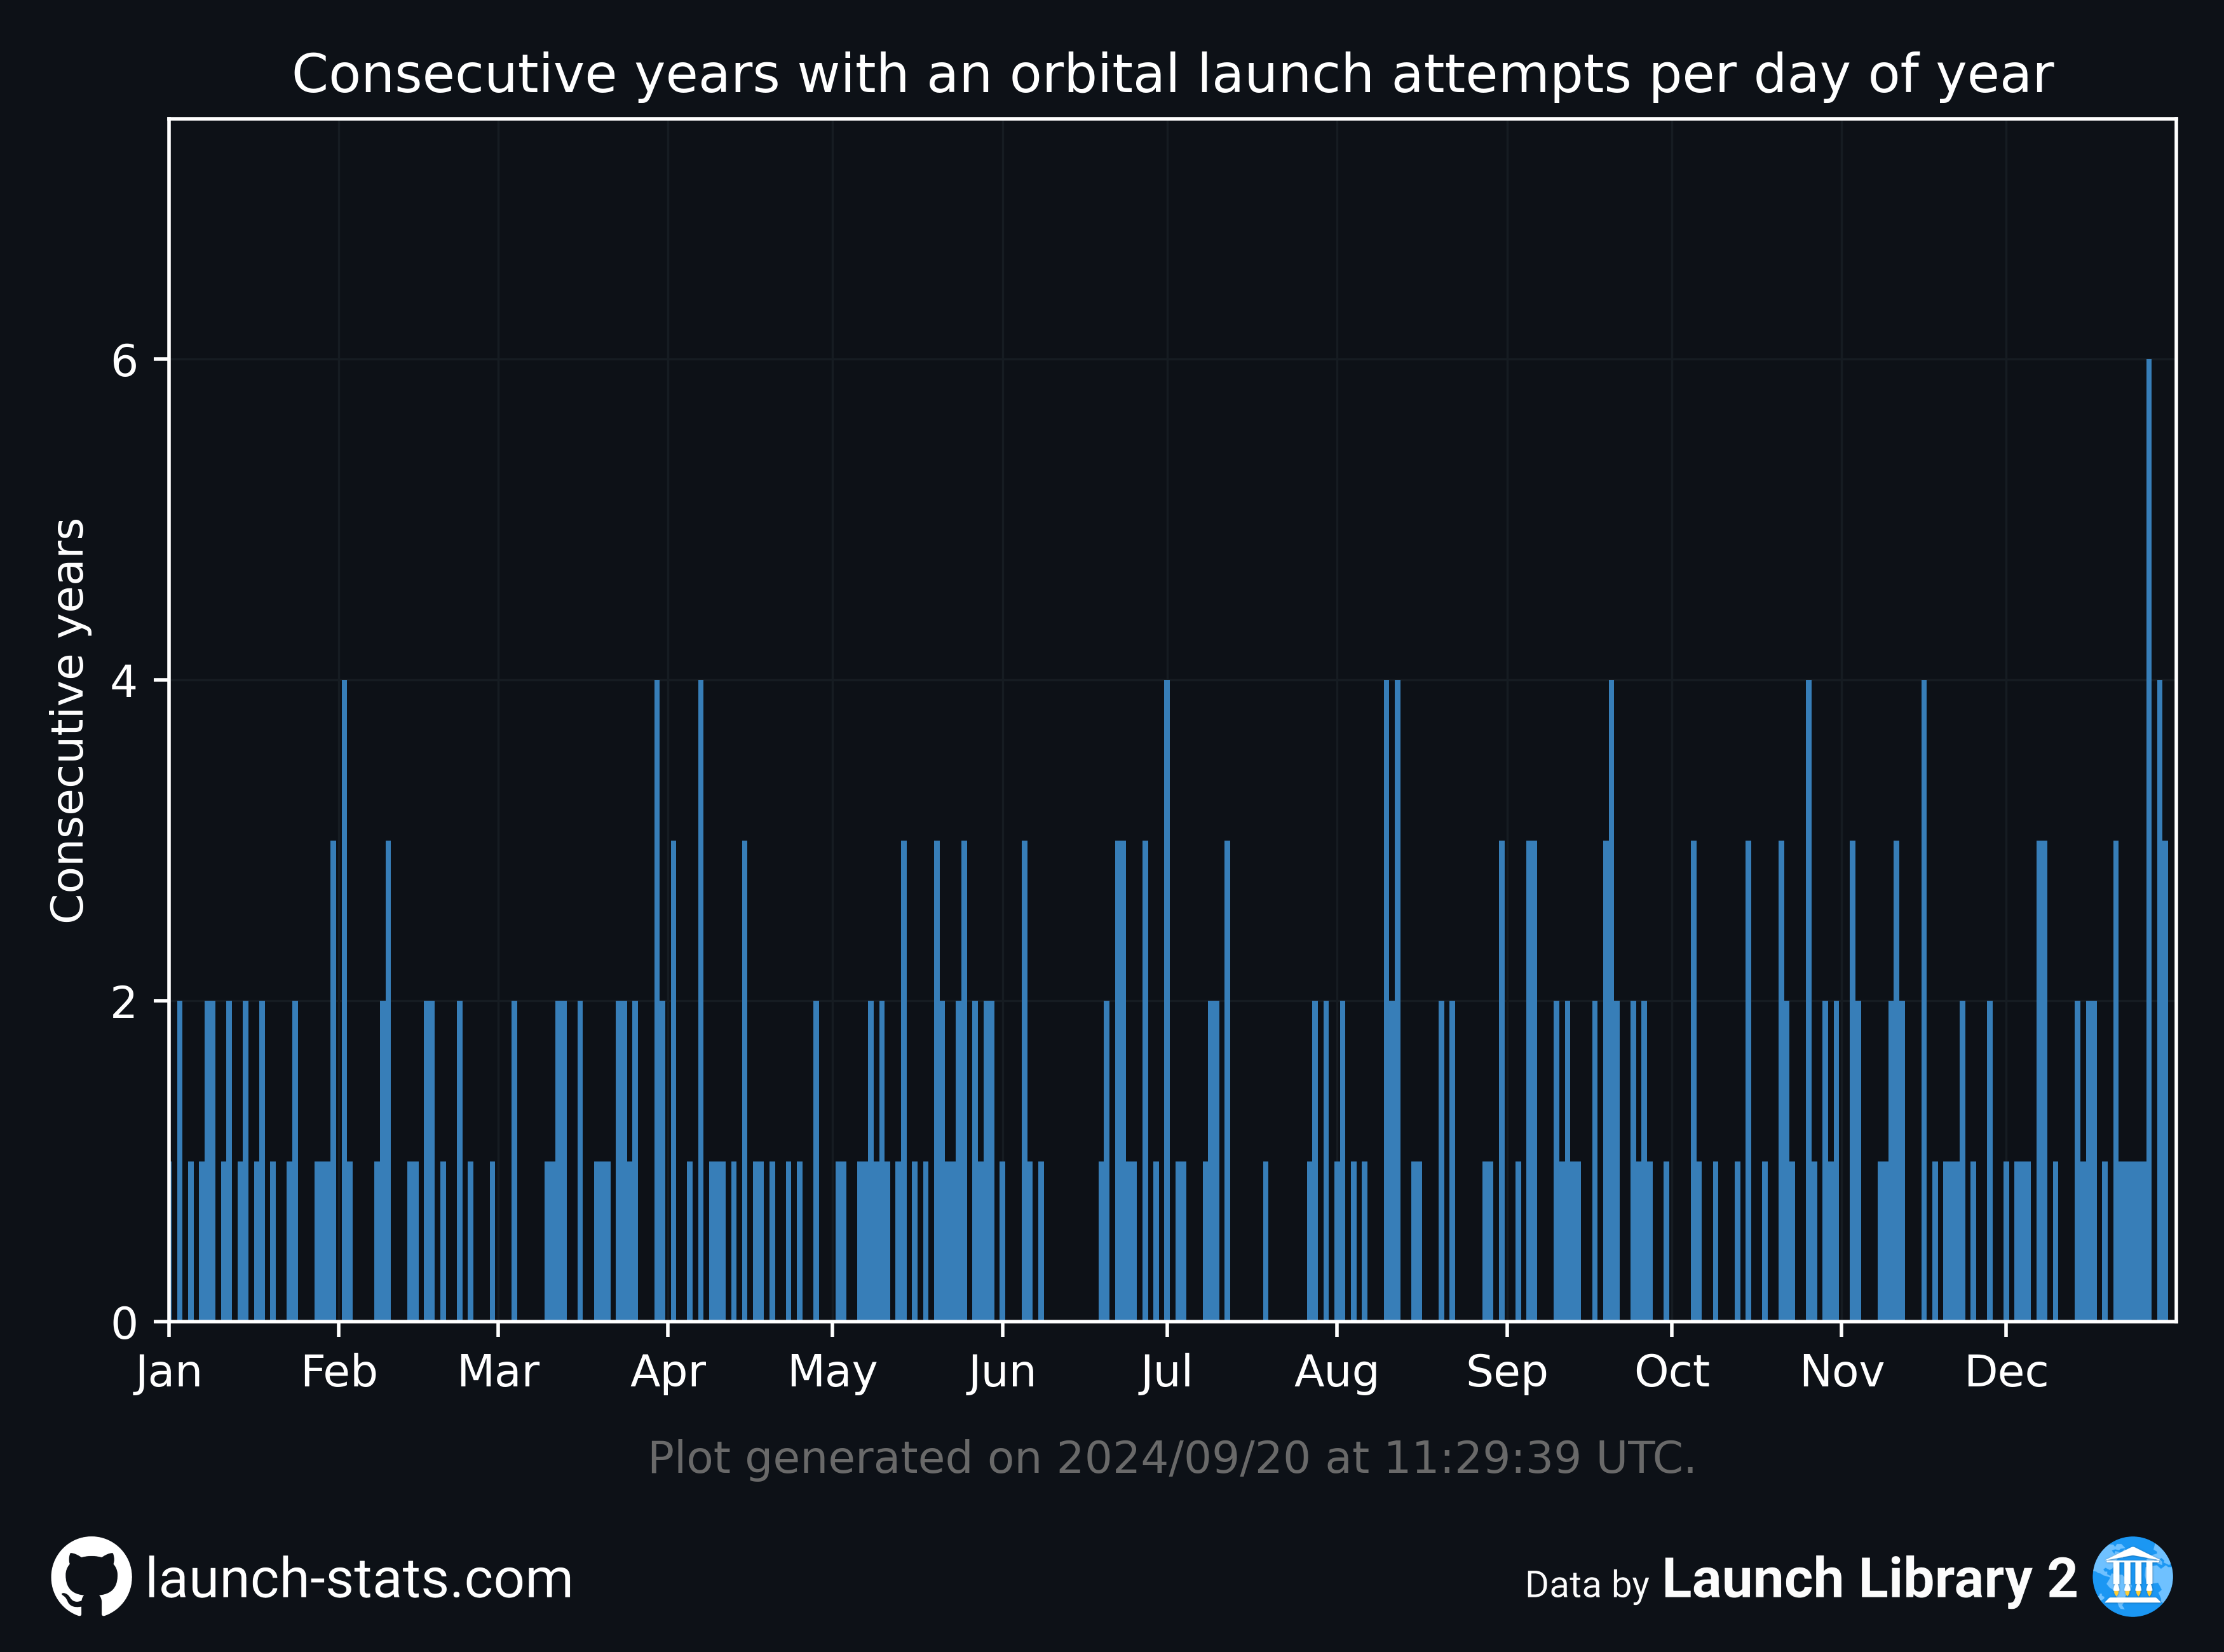 Consecutive years with an orbital launch attempts per day of year
Consecutive years
6
4
2
0
Jan Feb Mar Apr May Jun Jul Aug Sep Oct Nov Dec
Plot generated on 2024/09/20 at 11:29:39 UTC.
launch-stats.com
Data by Launch Library 2